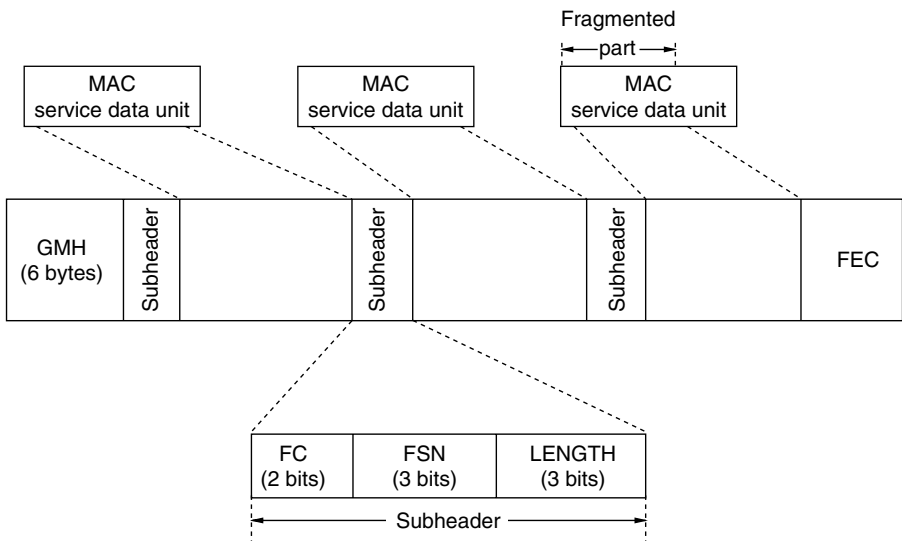 Fragmented
part
MAC
service data unit
MAC
service data unit
MAC
service data unit
GMH
(6 bytes)
Subheader
Subheader
Subheader
FEC
FC
(2 bits)
FSN
(3 bits)
LENGTH
(3 bits)
Subheader